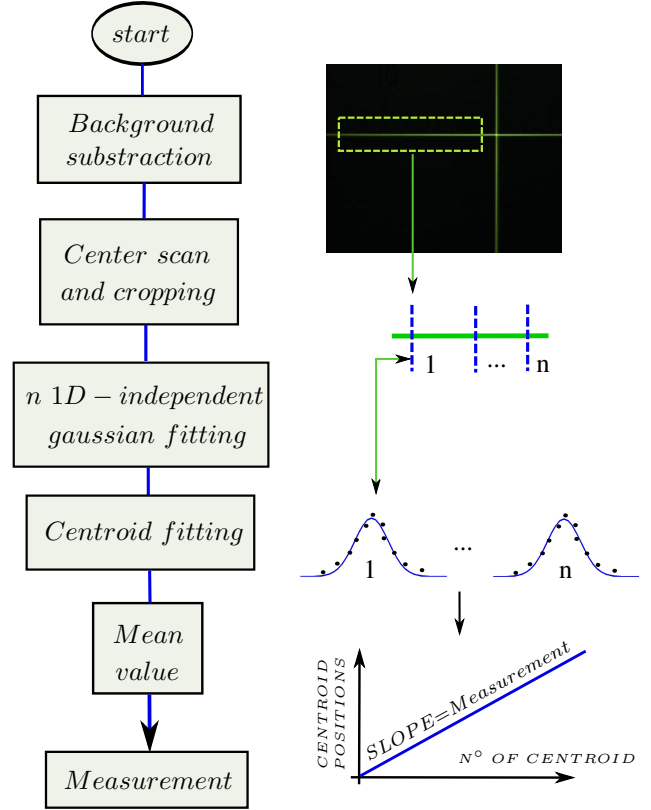 start
Background
substraction
Center scan
and cropping
n 1D − independent
gaussian fitting
Centroid fitting
Mean
value
Measurement
1 ... n
1 ... n
CENTROID
POSITIONS
SLOPE=Measurement
N° OF CENTROID